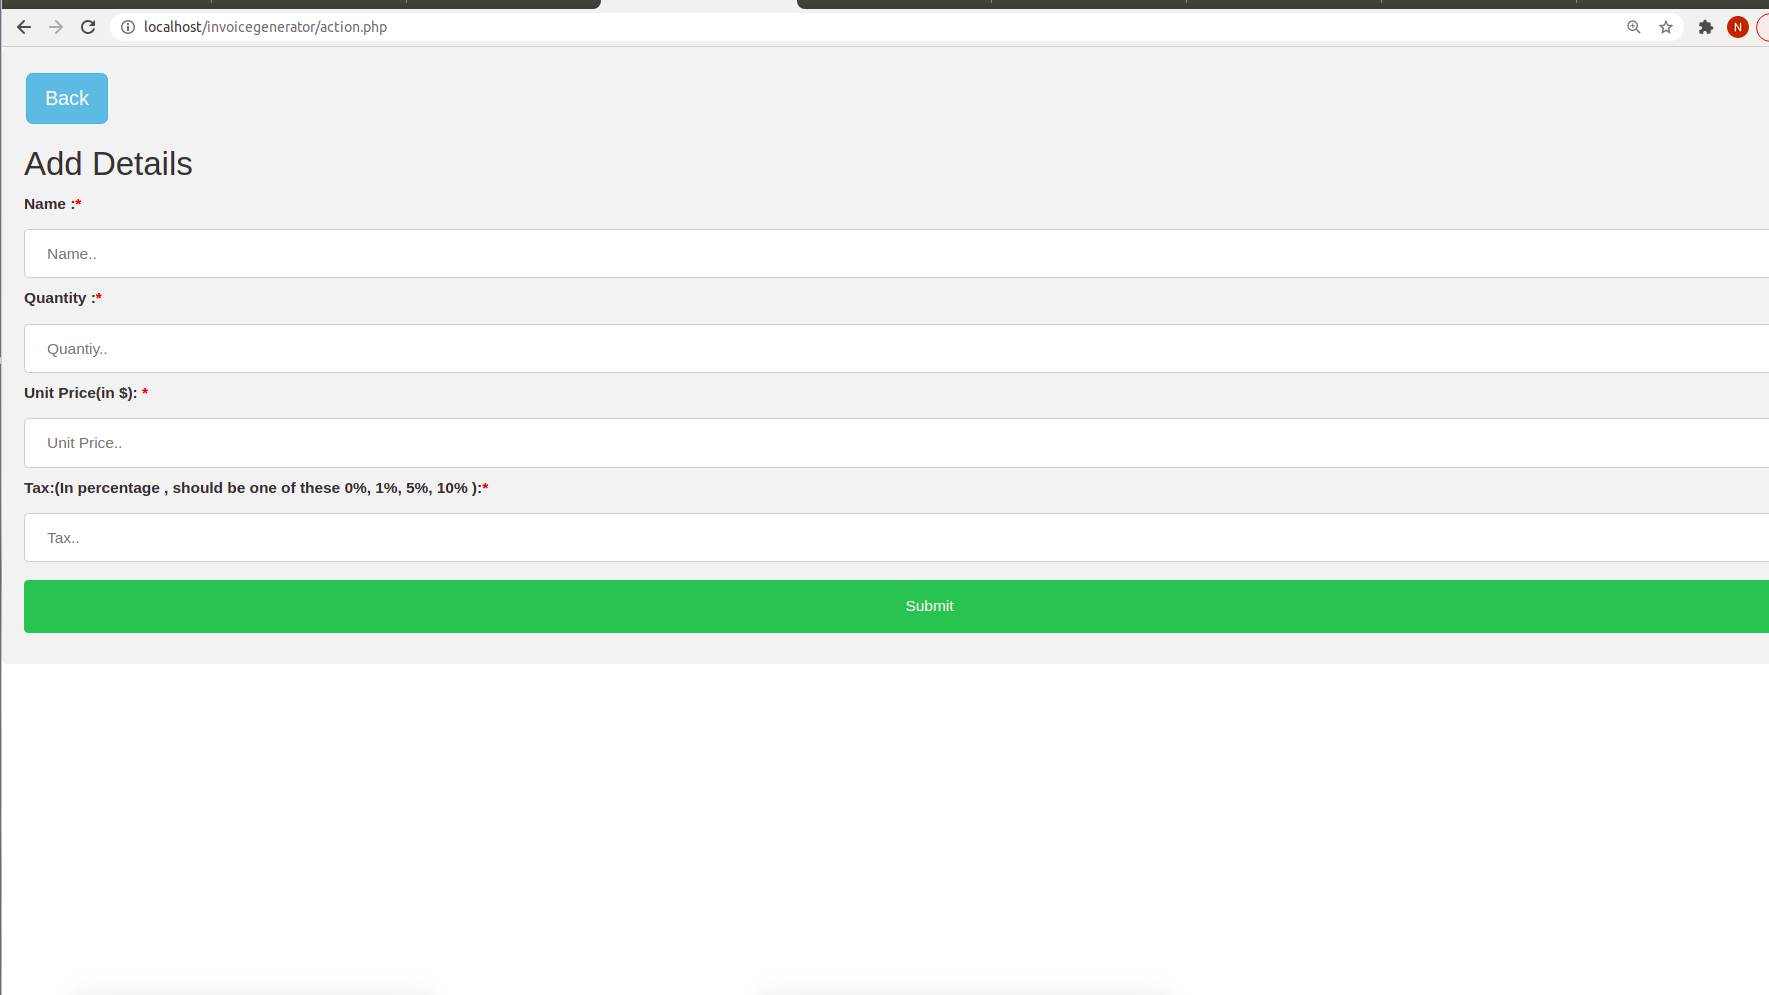 localhost/invoicegenerator/action.php
N
Back
Add Details
Name :*
Name..
Quantity :*
Quantiy..
Unit Price(in $): *
Unit Price..
Tax:(In percentage , should be one of these 0%, 1%, 5%, 10% ):*
Tax..
Submit